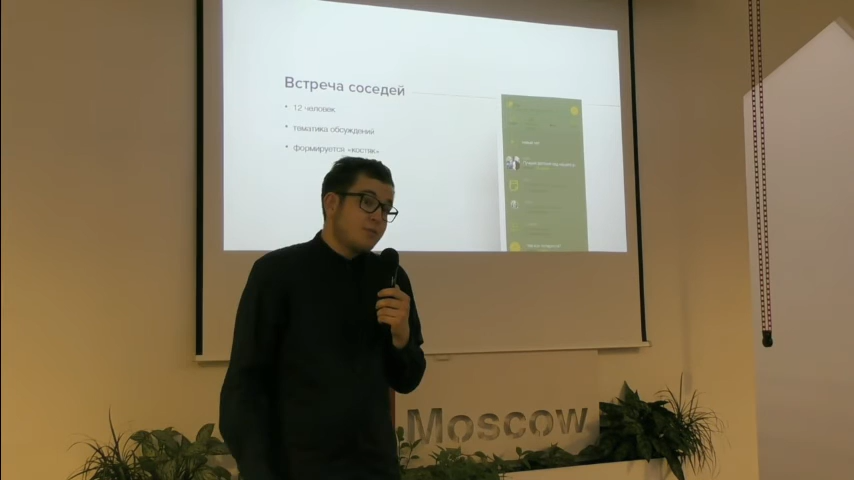 Встреча соседей
12 человек
тематика обсуждений
формируется «костяк»
Moscow